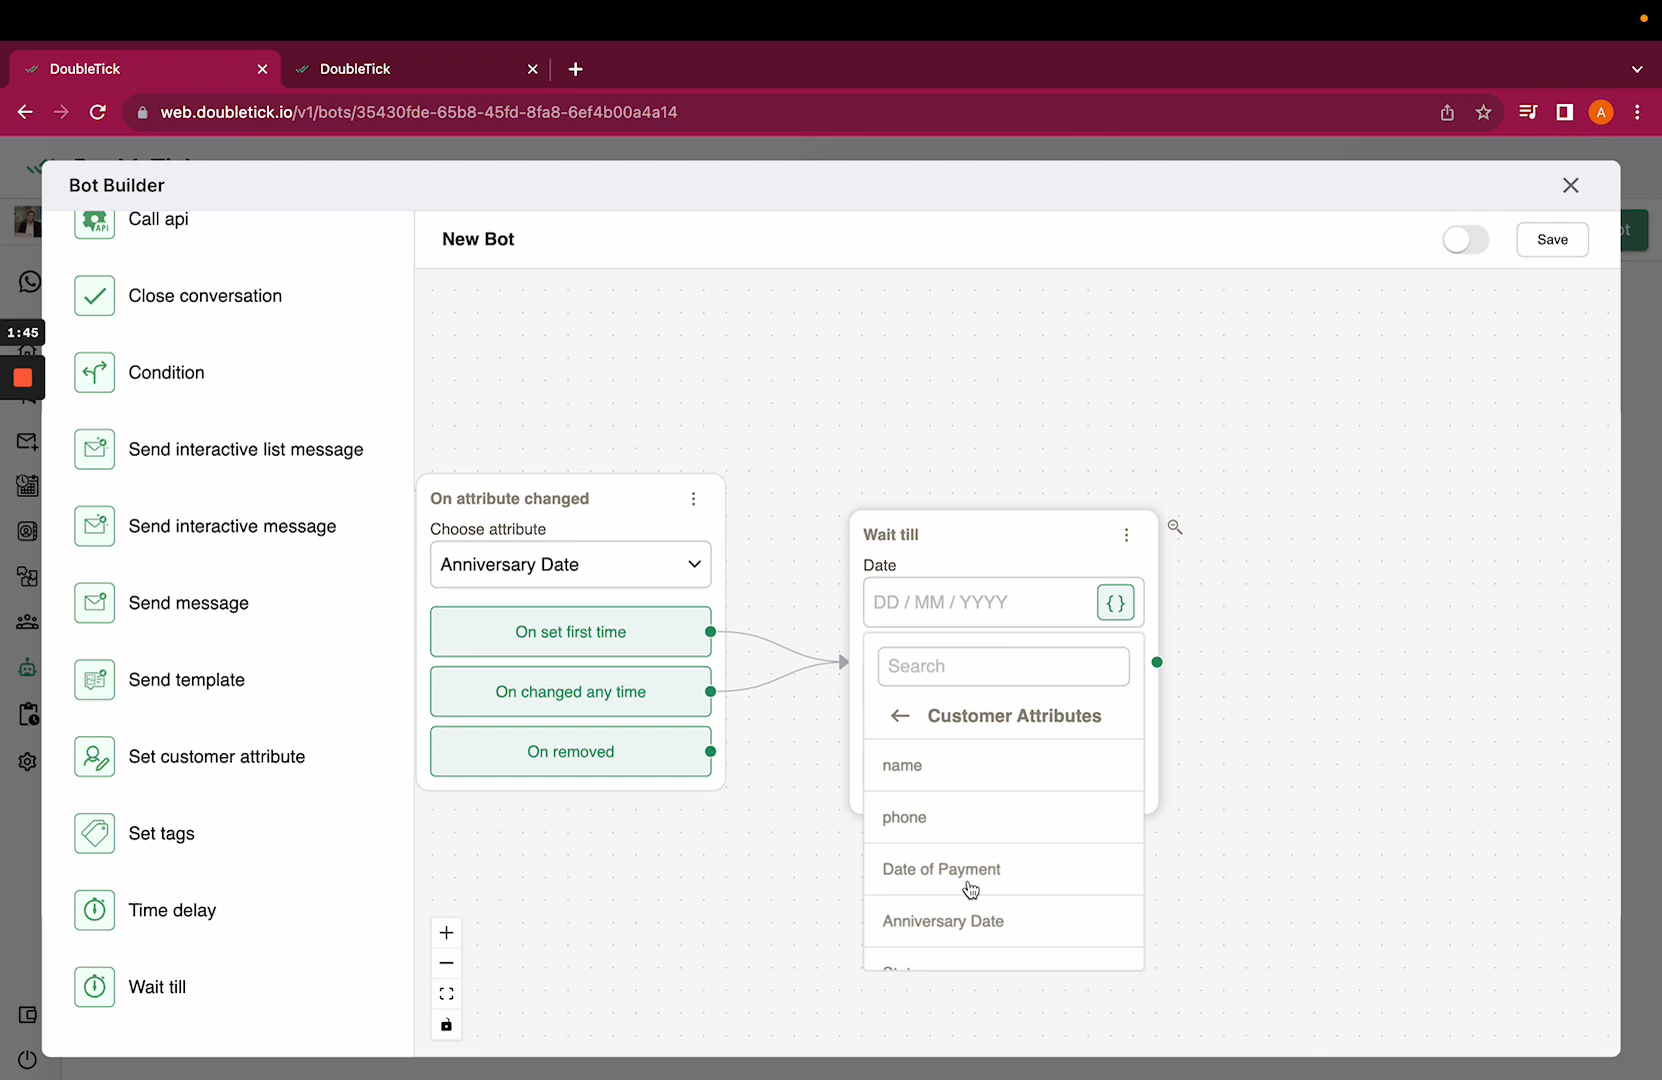 DoubleTick
DoubleTick
web.doubletick.io/v1/bots/35430fde-65b8-45fd-8fa8-6ef4b00a4a14
A
Bot Builder
API
Call api
New Bot
Save
Close conversation
1:45
Condition
Send interactive list message
Send interactive message
Send message
Send template
Set customer attribute
Set tags
Time delay
Wait till
On attribute changed
Choose attribute
Anniversary Date
On set first time
On changed any time
On removed
Wait till
Date
DD / MM / YYYY
{ }
Search
Customer Attributes
name
phone
Date of Payment
Anniversary Date